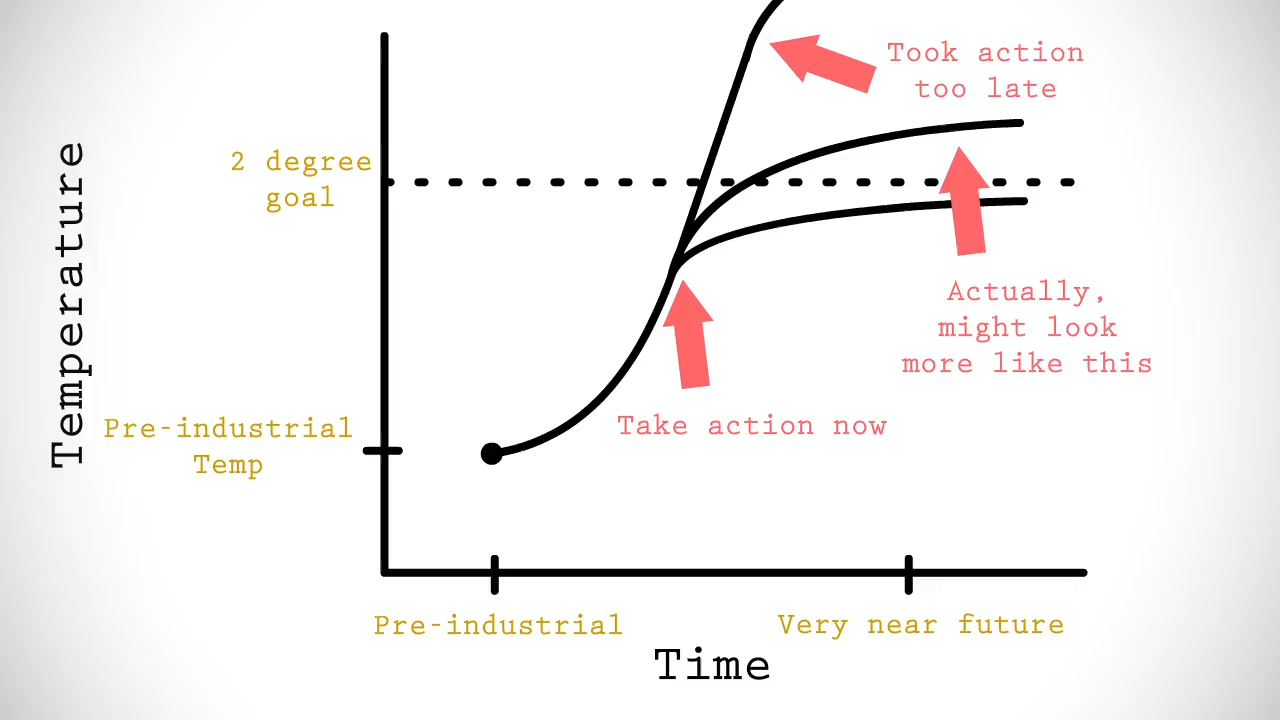 Took action
too late
2 degree
goal
Temperature
Actually,
might look
more like this
Pre-industrial
Temp
Take action now
Pre-industrial
Very near future
Time